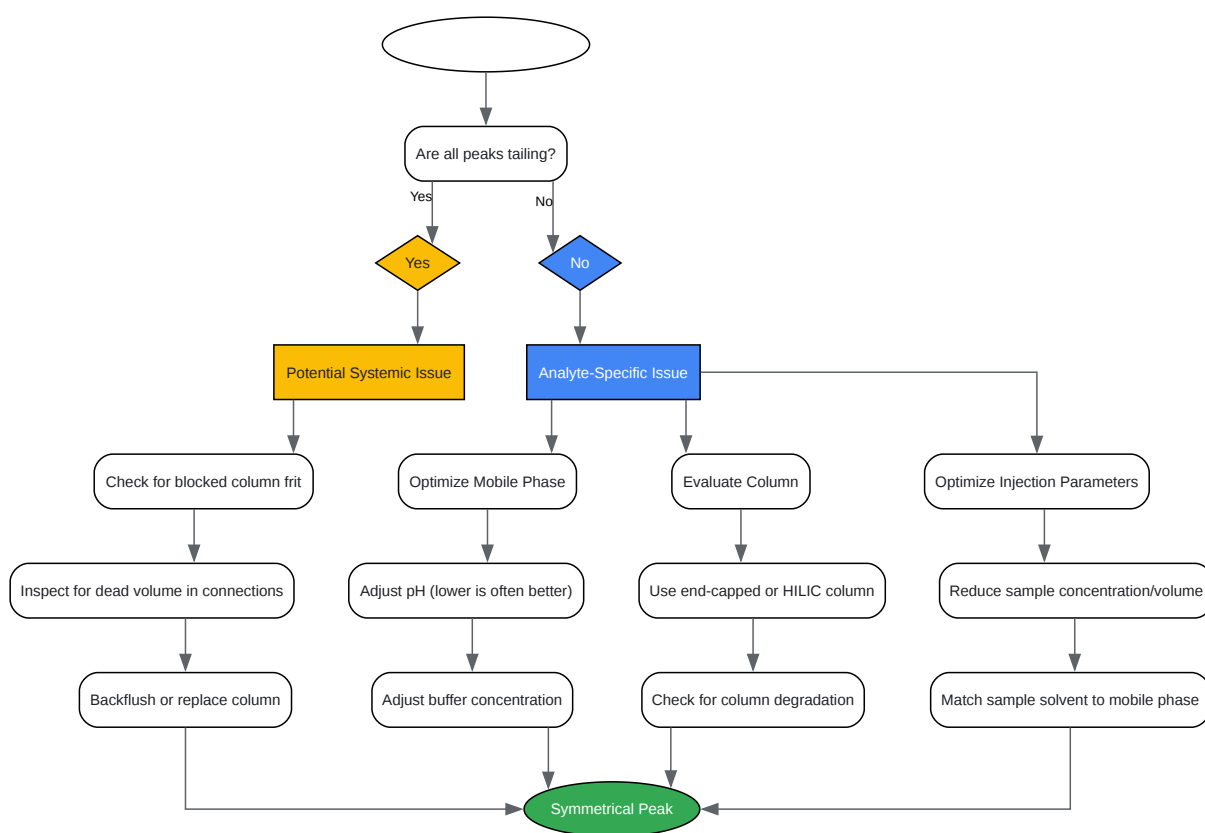 Are all peaks tailing?
Yes
No
Yes
No
Potential Systemic Issue
Analyte-Specific Issue
Check for blocked column frit
Optimize Mobile Phase
Evaluate Column
Optimize Injection Parameters
Inspect for dead volume in connections
Adjust pH (lower is often better)
Use end-capped or HILIC column
Reduce sample concentration/volume
Backflush or replace column
Adjust buffer concentration
Check for column degradation
Match sample solvent to mobile phase
Symmetrical Peak